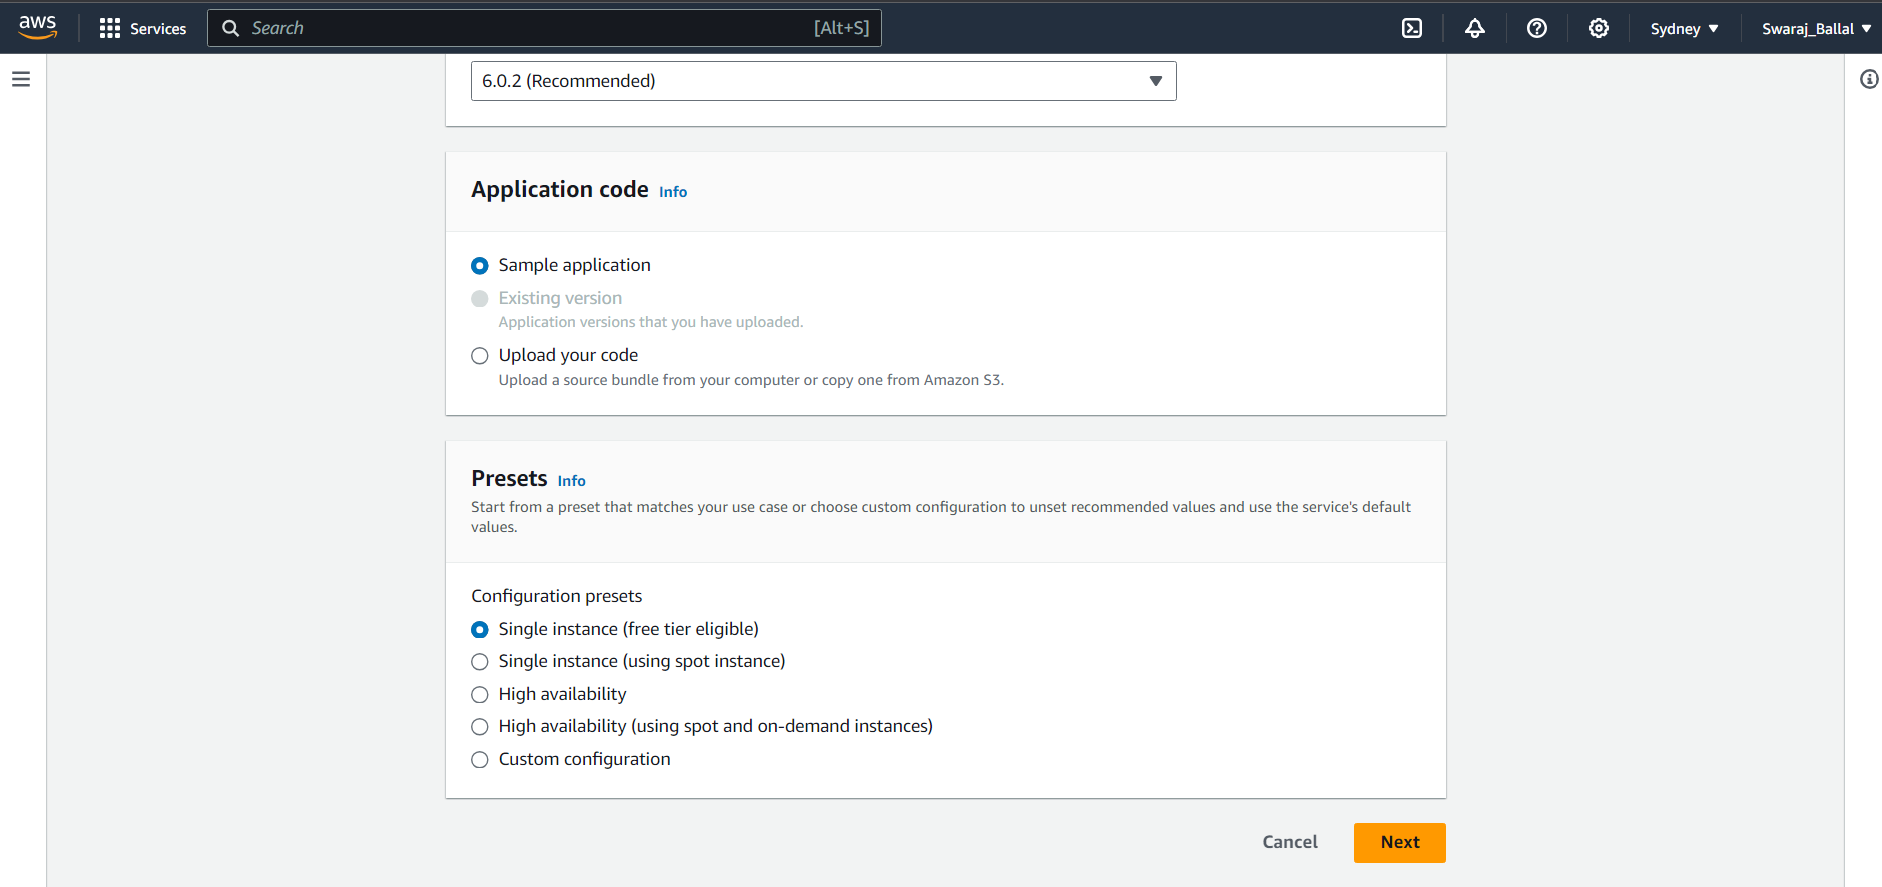 aws
Services
Search
[Alt+S]
Sydney
Swaraj_Ballal
6.0.2 (Recommended)
Application code Info
Sample application
Existing version
Application versions that you have uploaded.
Upload your code
Upload a source bundle from your computer or copy one from Amazon S3.
Presets Info
Start from a preset that matches your use case or choose custom configuration to unset recommended values and use the service's default
values.
Configuration presets
Single instance (free tier eligible)
Single instance (using spot instance)
High availability
High availability (using spot and on-demand instances)
Custom configuration
Cancel
Next